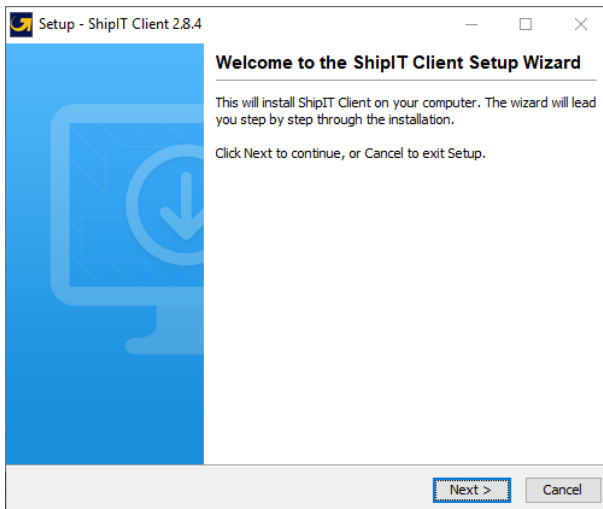 Setup - ShipIT Client 2.8.4
Welcome to the ShipIT Client Setup Wizard
This will install ShipIT Client on your computer. The wizard will lead
you step by step through the installation.
Click Next to continue, or Cancel to exit Setup.
Next >
Cancel